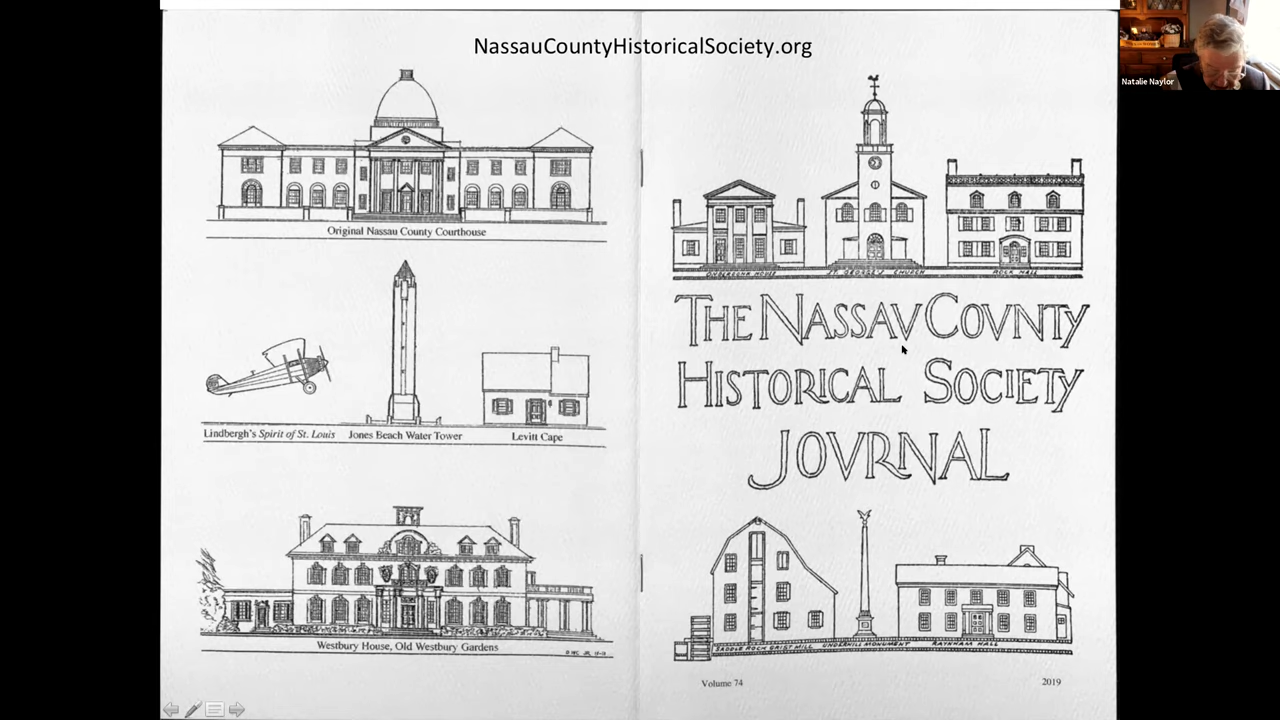 NassauCountyHistoricalSociety.org
Natalie Naylor
Original Nassau County Courthouse
Lindbergh's Spirit of St. Louis
Jones Beach Water Tower
Levitt Cape
Westbury House, Old Westbury Gardens
ST. GEORGE'S CHURCH
ROCK HALL
THE NASSAV COVNTY
HISTORICAL SOCIETY
JOVRNAL
SADDLE ROCK GRIST MILL
UNDERHILL MONUMENT
RAYNHAM HALL
Volume 74
2019